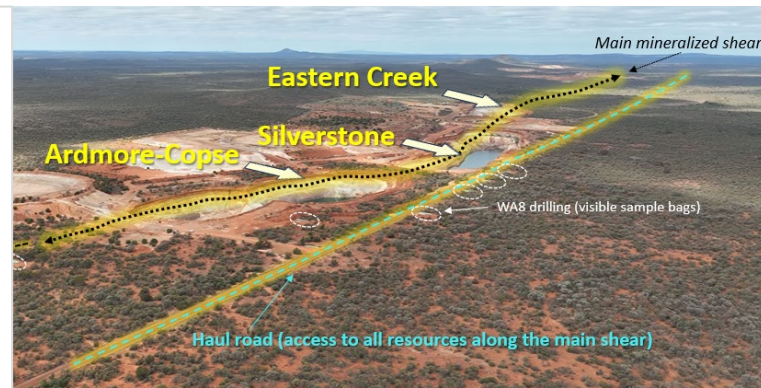 Main mineralized shear
Eastern Creek
Silverstone
Ardmore-Copse
WA8 drilling (visible sample bags)
Haul road (access to all resources along the main shear)